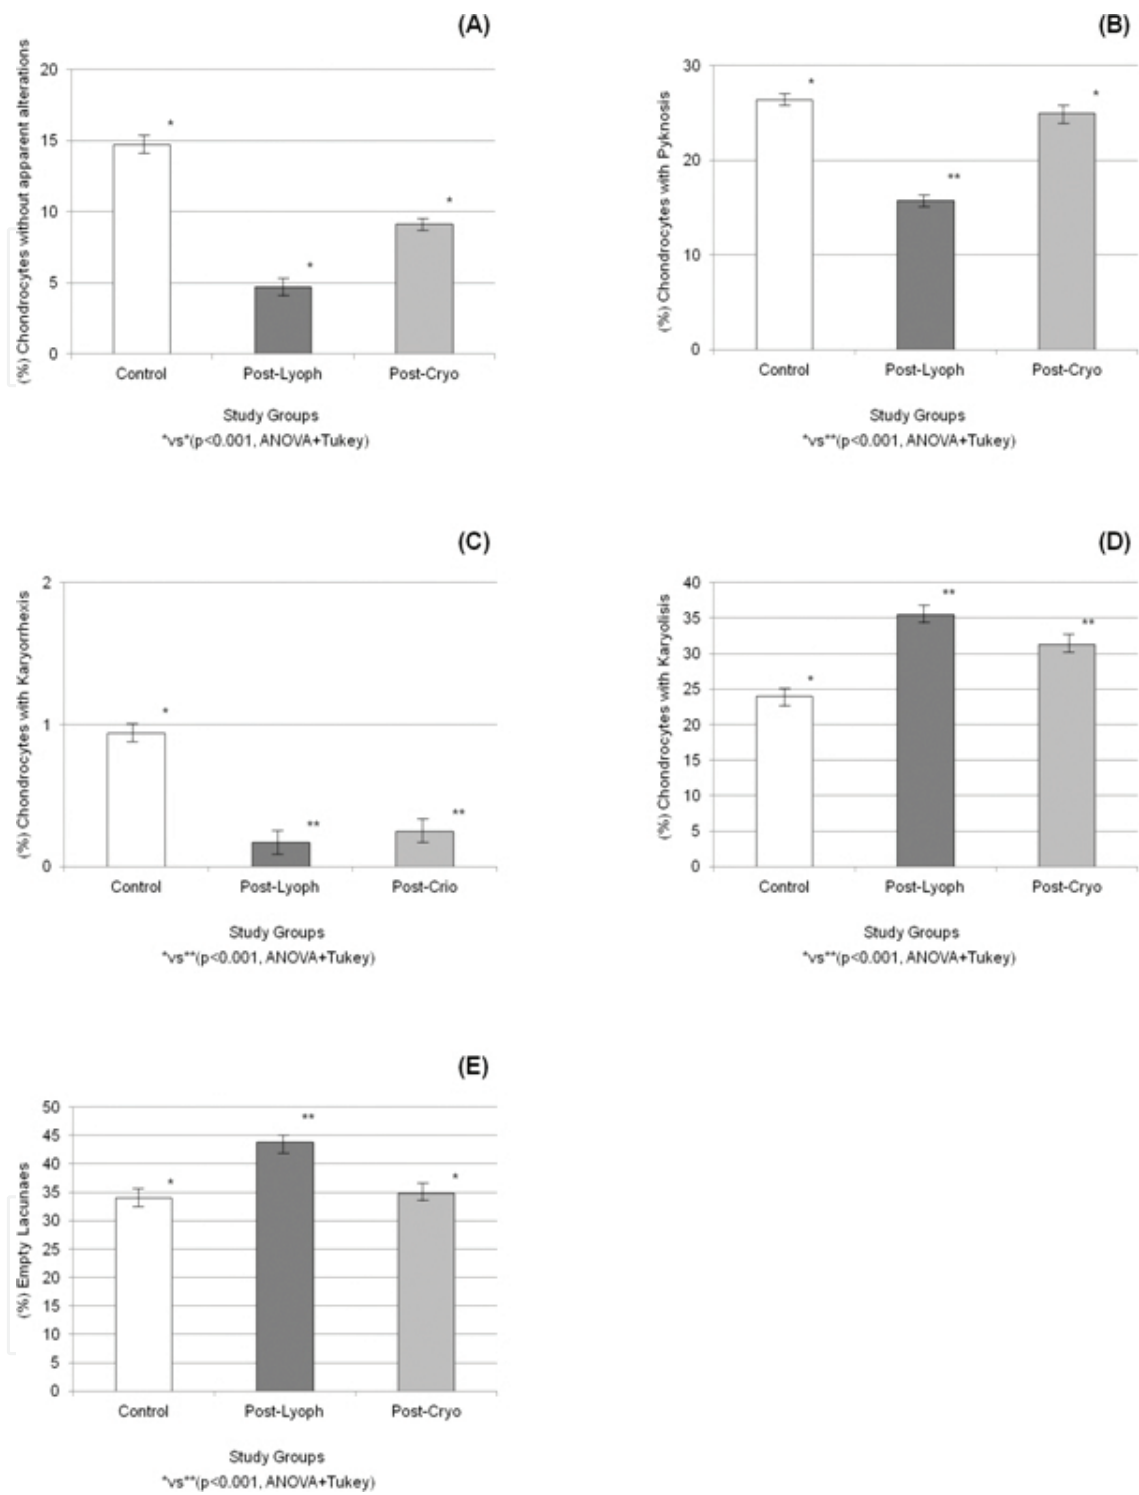 (A)
(%) Chondrocytes without apparent alterations
20
15
10
5
0
*
*
*
Control
Post-Lyoph
Post-Cryo
Study Groups
*vs*(p<0.001, ANOVA+Tukey)
(B)
(%) Chondrocytes with Pyknosis
30
20
10
0
*
**
*
Control
Post-Lyoph
Post-Cryo
Study Groups
*vs**(p<0.001, ANOVA+Tukey)
(C)
(%) Chondrocytes with Karyorrhexis
2
1
0
*
**
**
Control
Post-Lyoph
Post-Crio
Study Groups
*vs**(p<0.001, ANOVA+Tukey)
(D)
(%) Chondrocytes with Karyolisis
40
35
30
25
20
15
10
5
0
*
**
**
Control
Post-Lyoph
Post-Cryo
Study Groups
*vs**(p<0.001, ANOVA+Tukey)
(E)
(%) Empty Lacunaes
50
45
40
35
30
25
20
15
10
5
0
*
**
*
Control
Post-Lyoph
Post-Cryo
Study Groups
*vs**(p<0.001, ANOVA+Tukey)